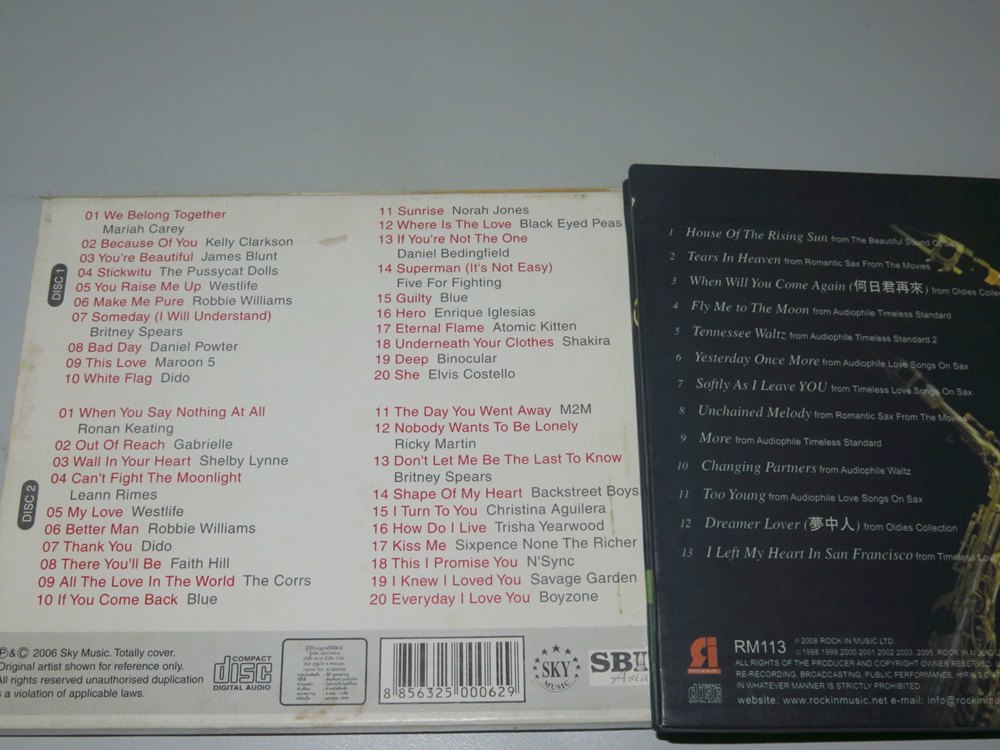 DISC 1
01 We Belong Together
Mariah Carey
02 Because Of You Kelly Clarkson
03 You're Beautiful James Blunt
04 Stickwitu The Pussycat Dolls
05 You Raise Me Up Westlife
06 Make Me Pure Robbie Williams
07 Someday (I Will Understand)
Britney Spears
08 Bad Day Daniel Powter
09 This Love Maroon 5
10 White Flag Dido
11 Sunrise Norah Jones
12 Where Is The Love Black Eyed Peas
13 If You're Not The One
Daniel Bedingfield
14 Superman (It's Not Easy)
Five For Fighting
15 Guilty Blue
16 Hero Enrique Iglesias
17 Eternal Flame Atomic Kitten
18 Underneath Your Clothes Shakira
19 Deep Binocular
20 She Elvis Costello
DISC 2
01 When You Say Nothing At All
Ronan Keating
02 Out Of Reach Gabrielle
03 Wall In Your Heart Shelby Lynne
04 Can't Fight The Moonlight
Leann Rimes
05 My Love Westlife
06 Better Man Robbie Williams
07 Thank You Dido
08 There You'll Be Faith Hill
09 All The Love In The World The Corrs
10 If You Come Back Blue
11 The Day You Went Away M2M
12 Nobody Wants To Be Lonely
Ricky Martin
13 Don't Let Me Be The Last To Know
Britney Spears
14 Shape Of My Heart Backstreet Boys
15 I Turn To You Christina Aguilera
16 How Do I Live Trisha Yearwood
17 Kiss Me Sixpence None The Richer
18 This I Promise You N'Sync
19 I Knew I Loved You Savage Garden
20 Everyday I Love You Boyzone
℗&© 2006 Sky Music. Totally cover.
Original artist shown for reference only.
All rights reserved unauthorised duplication
is a violation of applicable laws.
COMPACT
disc
DIGITAL AUDIO
8 856325 000629
SKY
MUSIC
SB
Asia
1 House Of The Rising Sun from The Beautiful Sound Of Sax
2 Tears In Heaven from Romantic Sax From The Movies
3 When Will You Come Again (何日君再來) from Oldies
4 Fly Me to The Moon from Audiophile Timeless Standard
5 Tennessee Waltz from Audiophile Timeless Standard 2
6 Yesterday Once More from Audiophile Love Songs On Sax
7 Softly As I Leave YOU from Timeless Love Songs On Sax
8 Unchained Melody from Romantic Sax From The
9 More from Audiophile Timeless Standard
10 Changing Partners from Audiophile Waltz
11 Too Young from Audiophile Love Songs On Sax
12 Dreamer Lover (夢中人) from Oldies Collection
13 I Left My Heart In San Francisco from Timeless
RM113
© 2008 ROCK IN MUSIC LTD.
© 1998.1999.2000.2001.2002.2003. 2005. ROCK IN MUSIC
ALL RIGHTS OF THE PRODUCER AND COPYRIGHT OWNER RESERVED.
RE-RECORDING. BROADCASTING. PUBLIC PERFORMANCE. HIRING
IN WHATEVER MANNER IS STRICTLY PROHIBITED.
website: www.rockinmusic.net e-mail:
COMPACT
disc
DIGITAL AUDIO